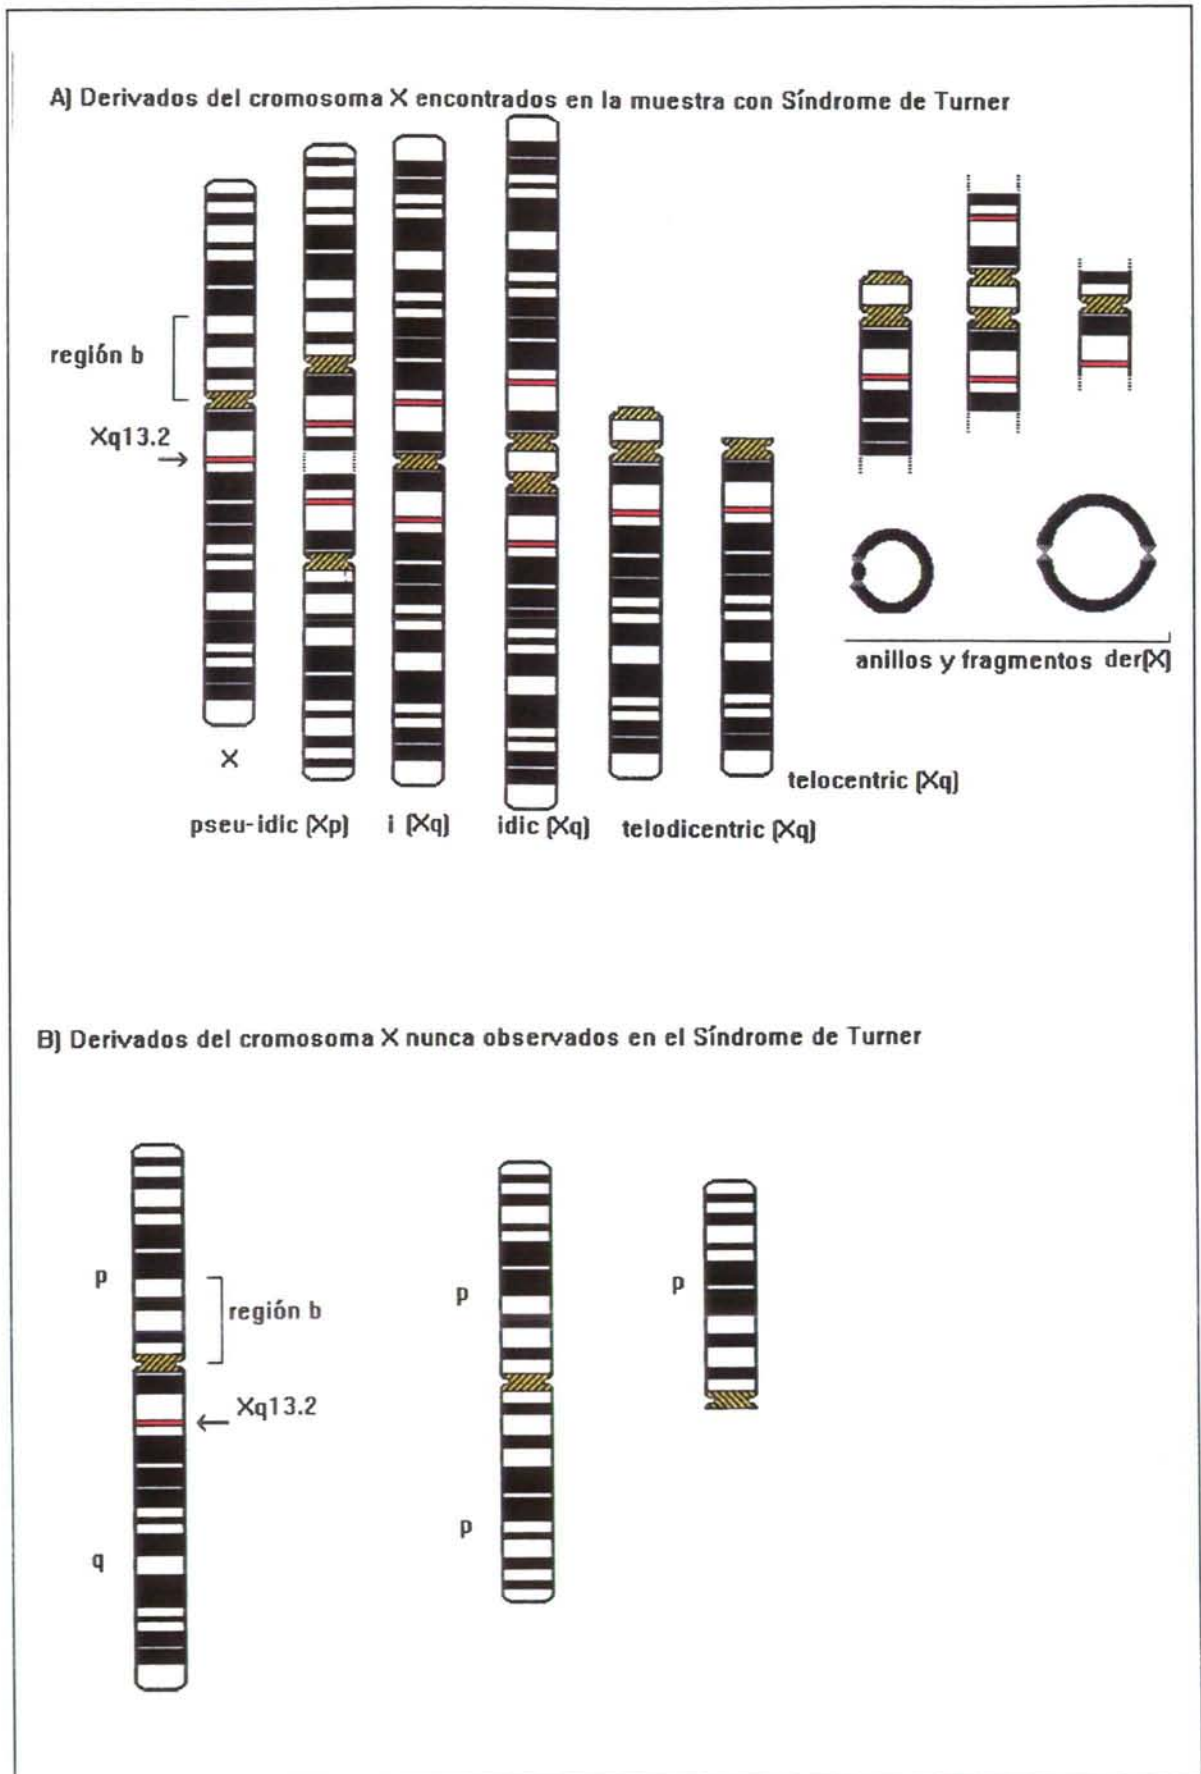 A) Derivados del cromosoma X encontrados en la muestra con Síndrome de Turner
región b
Xq13.2
X
pseu-idic (Xp)
i (Xq)
idic (Xq)
telodicentric (Xq)
telocentric (Xq)
anillos y fragmentos der(X)
B) Derivados del cromosoma X nunca observados en el Síndrome de Turner
p
región b
Xq13.2
q
p
p
p